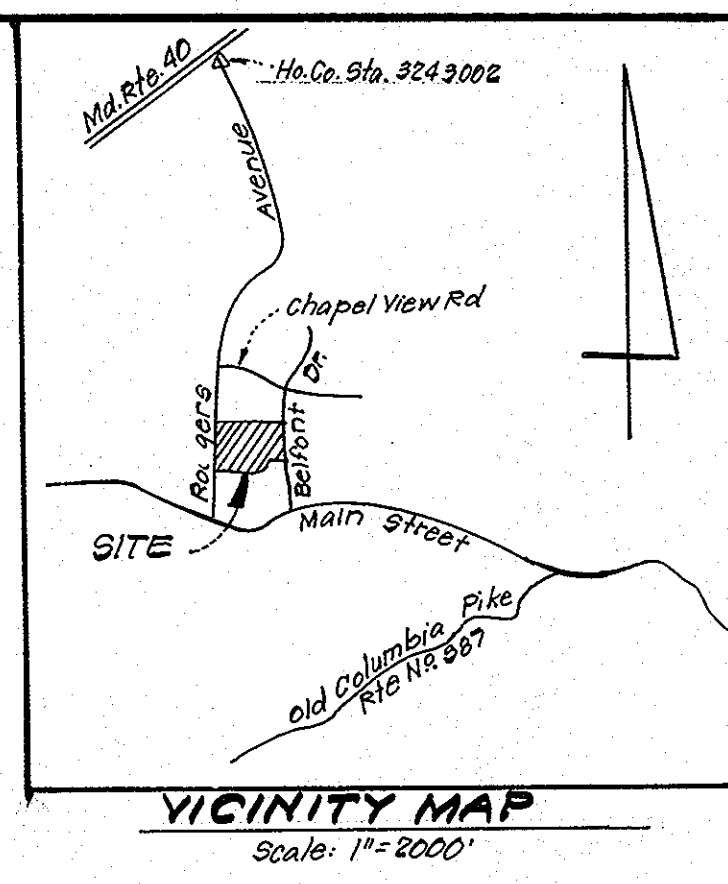 Md. Rte. 40
Ho. Co. Sta. 3243002
Avenue
Chapel View Rd
Dr.
Rogers
Belfont
SITE
Main Street
Old Columbia Pike
Rte No. 987
VICINITY MAP
Scale: 1"=2000'